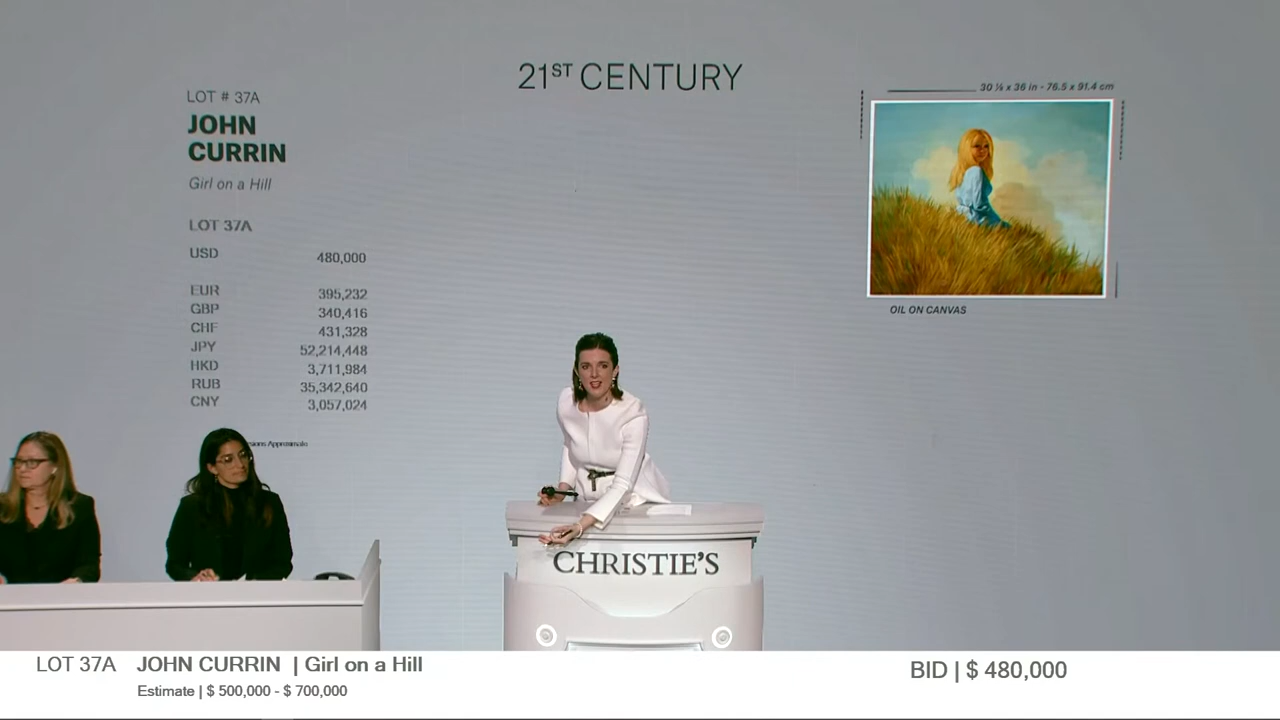 21ST CENTURY
LOT # 37A
JOHN
CURRIN
Girl on a Hill
LOT 37A
USD 480,000
EUR 395,232
GBP 340,416
CHF 431,328
JPY 52,214,448
HKD 3,711,984
RUB 35,342,640
CNY 3,057,024
Approximate
30 ⅛ x 36 in - 76.5 x 91.4 cm
OIL ON CANVAS
CHRISTIE'S
LOT 37A JOHN CURRIN | Girl on a Hill
Estimate | $ 500,000 - $ 700,000
BID | $ 480,000